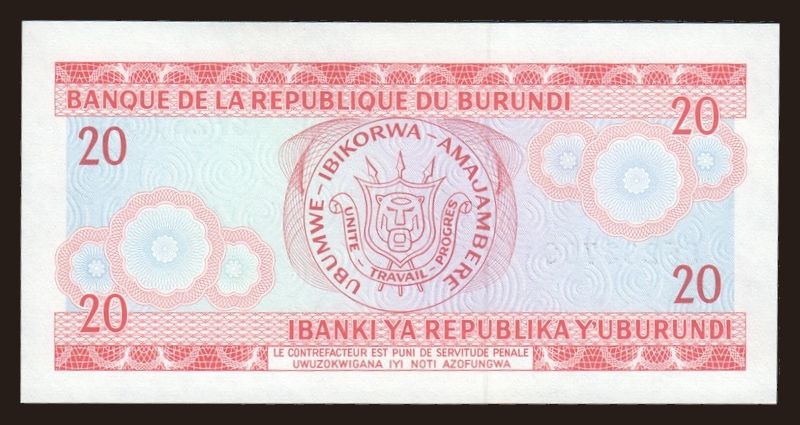 BANQUE DE LA REPUBLIQUE DU BURUNDI
20
20
UBUMWE - IBIKORWA - AMAJAMBERE
UNITE - TRAVAIL - PROGRES
20
20
IBANKI YA REPUBLIKA Y'UBURUNDI
LE CONTREFACTEUR EST PUNI DE SERVITUDE PENALE
UWUZOKWIGANA IYI NOTI AZOFUNGWA